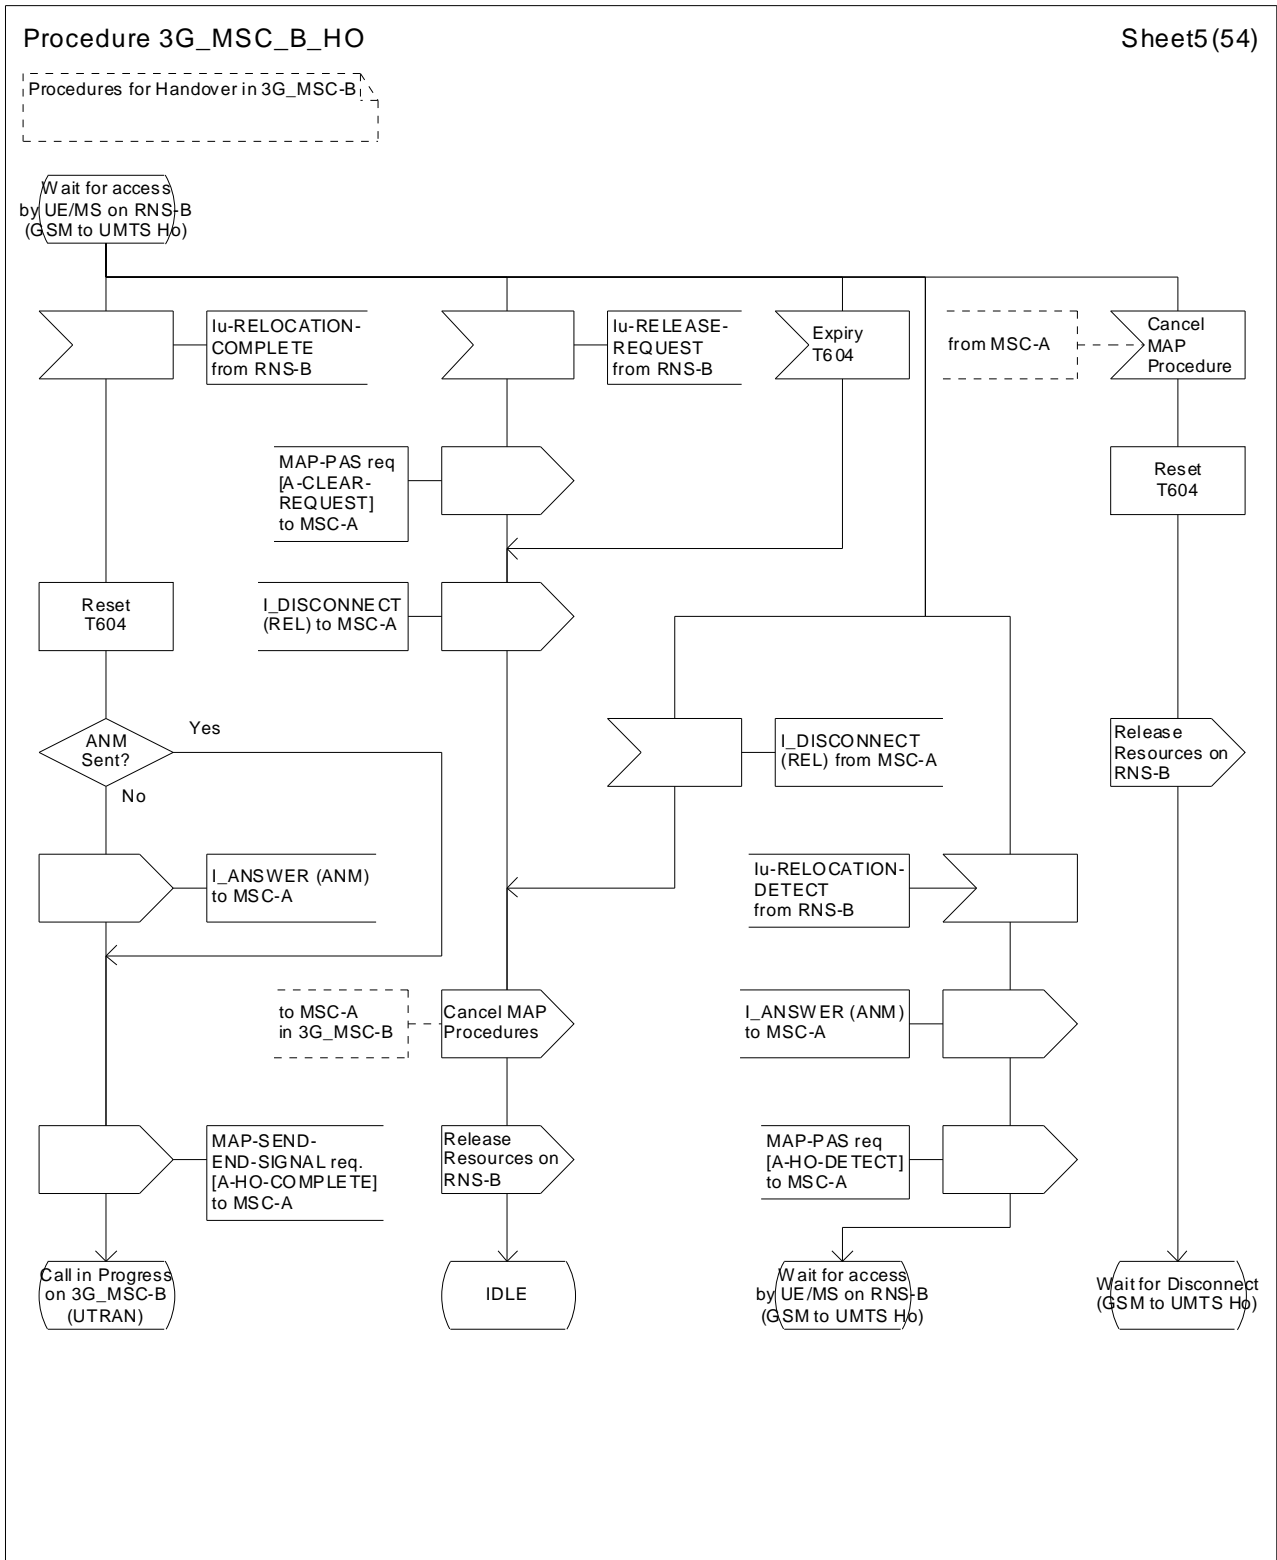 Procedure 3G_MSC_B_HO
Sheet5(54)
Procedures for Handover in 3G_MSC-B
Wait for access
by UE/MS on RNS-B
(GSM to UMTS Ho)
Iu-RELOCATION-
COMPLETE
from RNS-B
Iu-RELEASE-
REQUEST
from RNS-B
Expiry
T604
from MSC-A
Cancel
MAP
Procedure
MAP-PAS req
[A-CLEAR-
REQUEST]
to MSC-A
Reset
T604
Reset
T604
I_DISCONNECT
(REL) to MSC-A
ANM
Sent?
Yes
No
I_DISCONNECT
(REL) from MSC-A
Release
Resources on
RNS-B
I_ANSWER (ANM)
to MSC-A
Iu-RELOCATION-
DETECT
from RNS-B
to MSC-A
in 3G_MSC-B
Cancel MAP
Procedures
I_ANSWER (ANM)
to MSC-A
MAP-SEND-
END-SIGNAL req.
[A-HO-COMPLETE]
to MSC-A
Release
Resources on
RNS-B
MAP-PAS req
[A-HO-DETECT]
to MSC-A
Call in Progress
on 3G_MSC-B
(UTRAN)
IDLE
Wait for access
by UE/MS on RNS-B
(GSM to UMTS Ho)
Wait for Disconnect
(GSM to UMTS Ho)